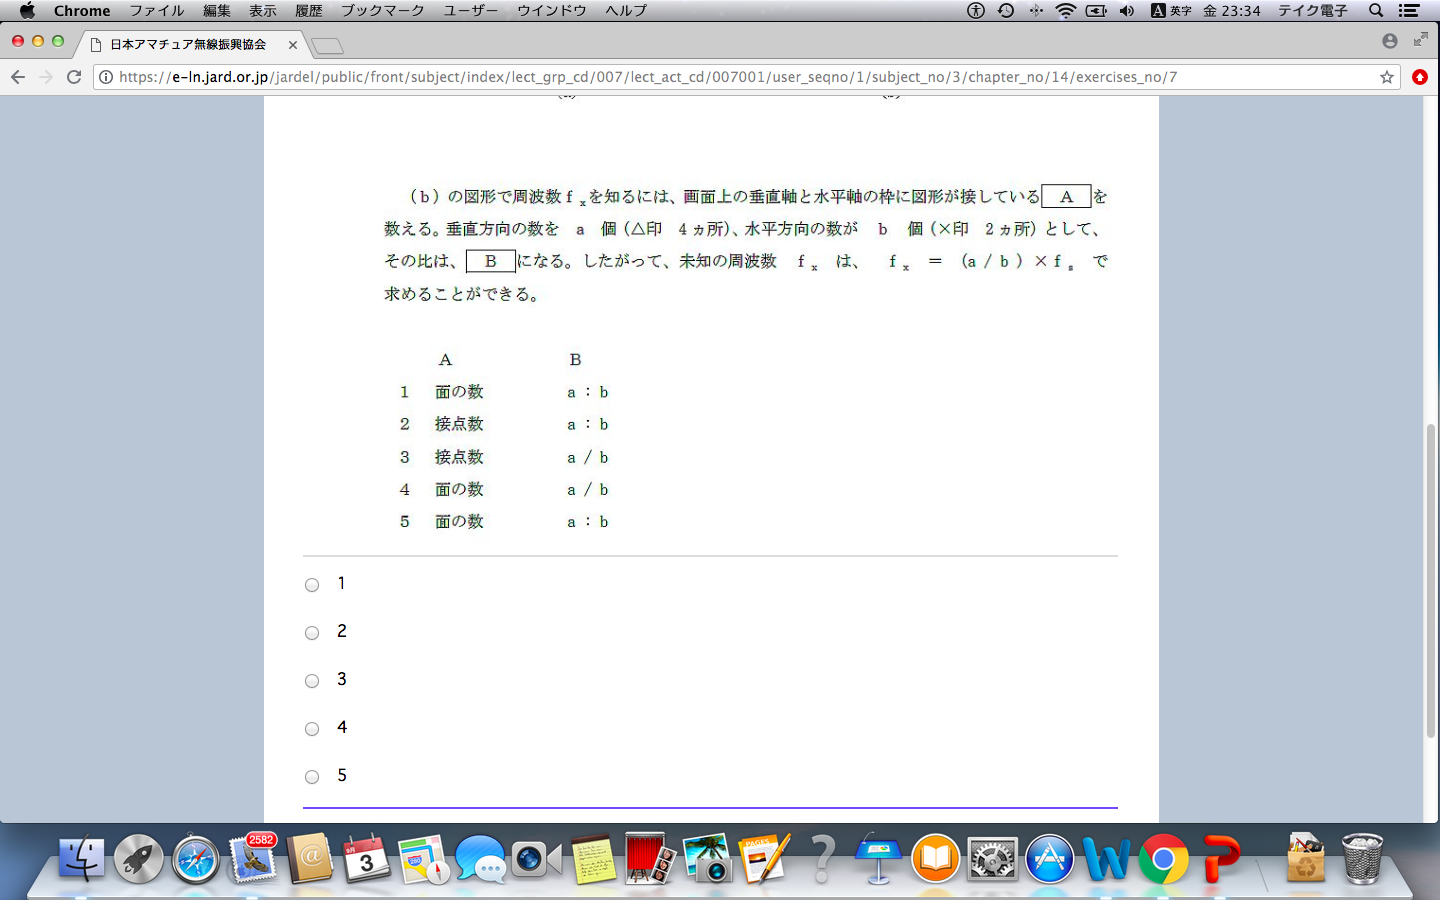 Chrome ファイル 編集 表示 履歴 ブックマーク ユーザー ウインドウ ヘルプ
A 英字 金 23:34 テイク電子
日本アマチュア無線振興協会
https://e-ln.jard.or.jp/jardel/public/front/subject/index/lect_grp_cd/007/lect_act_cd/007001/user_seqno/1/subject_no/3/chapter_no/14/exercises_no/7
(b)の図形で周波数fxを知るには、画面上の垂直軸と水平軸の枠に図形が接している A を
数える。垂直方向の数を a 個(△印 4ヵ所)、水平方向の数が b 個(×印 2ヵ所)として、
その比は、 B になる。したがって、未知の周波数 fx は、 fx = (a/b)×fs で
求めることができる。
A B
1 面の数 a:b
2 接点数 a:b
3 接点数 a/b
4 面の数 a/b
5 面の数 a:b
1
2
3
4
5
2582
3
PAGES